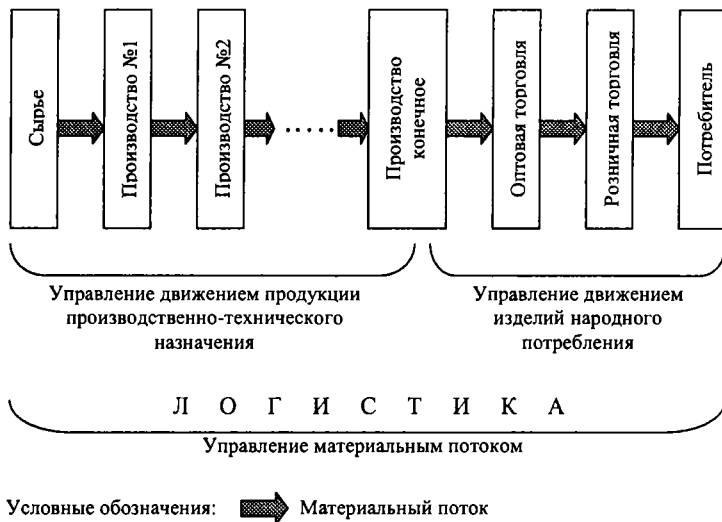 Сырье
Производство №1
Производство №2
.....
Производство
конечное
Оптовая торговля
Розничная торговля
Потребитель
Управление движением продукции
производственно-технического
назначения
Управление движением
изделий народного
потребления
Л О Г И С Т И К А
Управление материальным потоком
Условные обозначения: Материальный поток